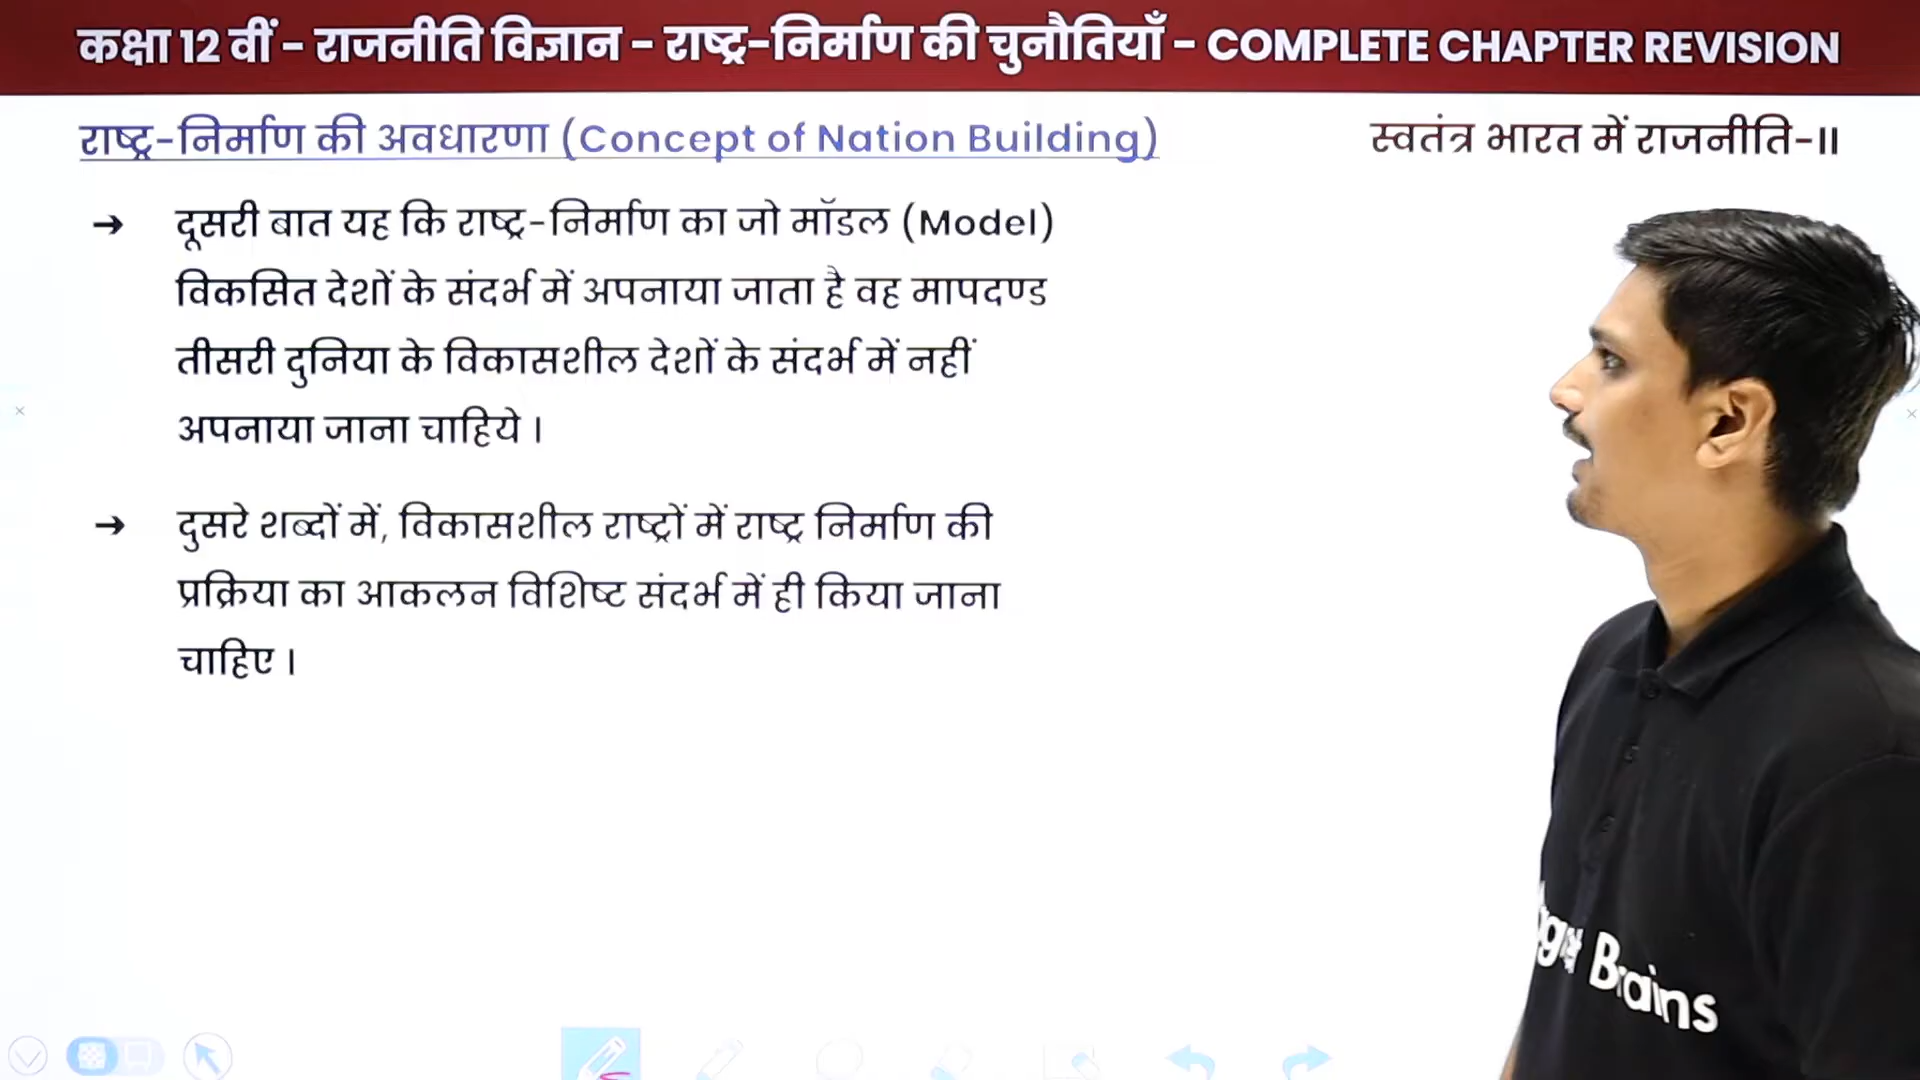 कक्षा 12 वीं - राजनीति विज्ञान - राष्ट्र-निर्माण की चुनौतियाँ - COMPLETE CHAPTER REVISION
राष्ट्र-निर्माण की अवधारणा (Concept of Nation Building)
स्वतंत्र भारत में राजनीति-II
→ दूसरी बात यह कि राष्ट्र-निर्माण का जो मॉडल (Model)
विकसित देशों के संदर्भ में अपनाया जाता है वह मापदण्ड
तीसरी दुनिया के विकासशील देशों के संदर्भ में नहीं
अपनाया जाना चाहिये ।
→ दुसरे शब्दों में, विकासशील राष्ट्रों में राष्ट्र निर्माण की
प्रक्रिया का आकलन विशिष्ट संदर्भ में ही किया जाना
चाहिए ।
Brains